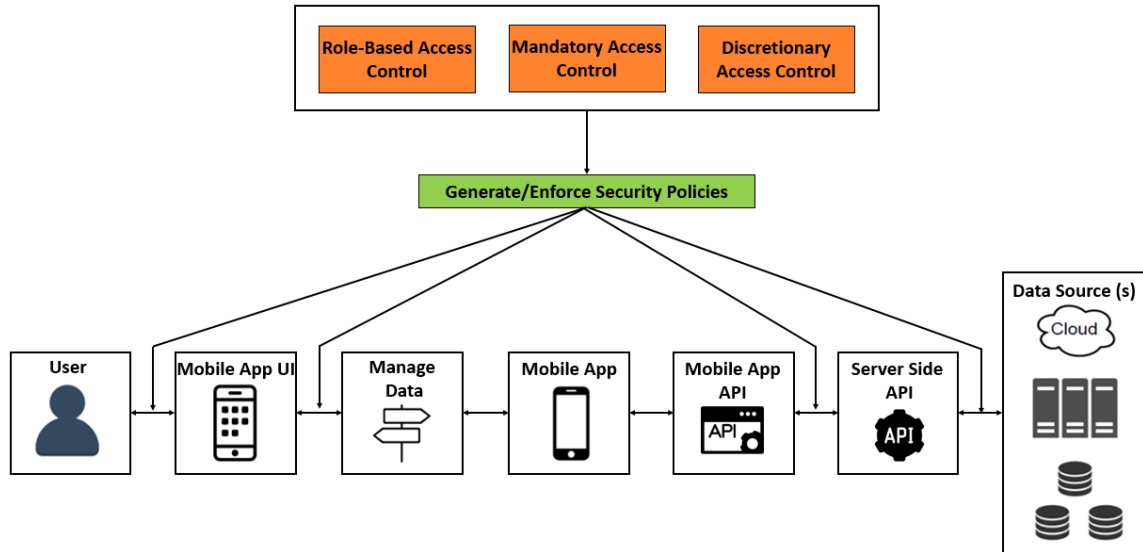 Role-Based Access
Control
Mandatory Access
Control
Discretionary
Access Control
Generate/Enforce Security Policies
Data Source (s)
Cloud
User
Mobile App UI
Manage
Data
Mobile App
Mobile App
API
API
Server Side
API
API